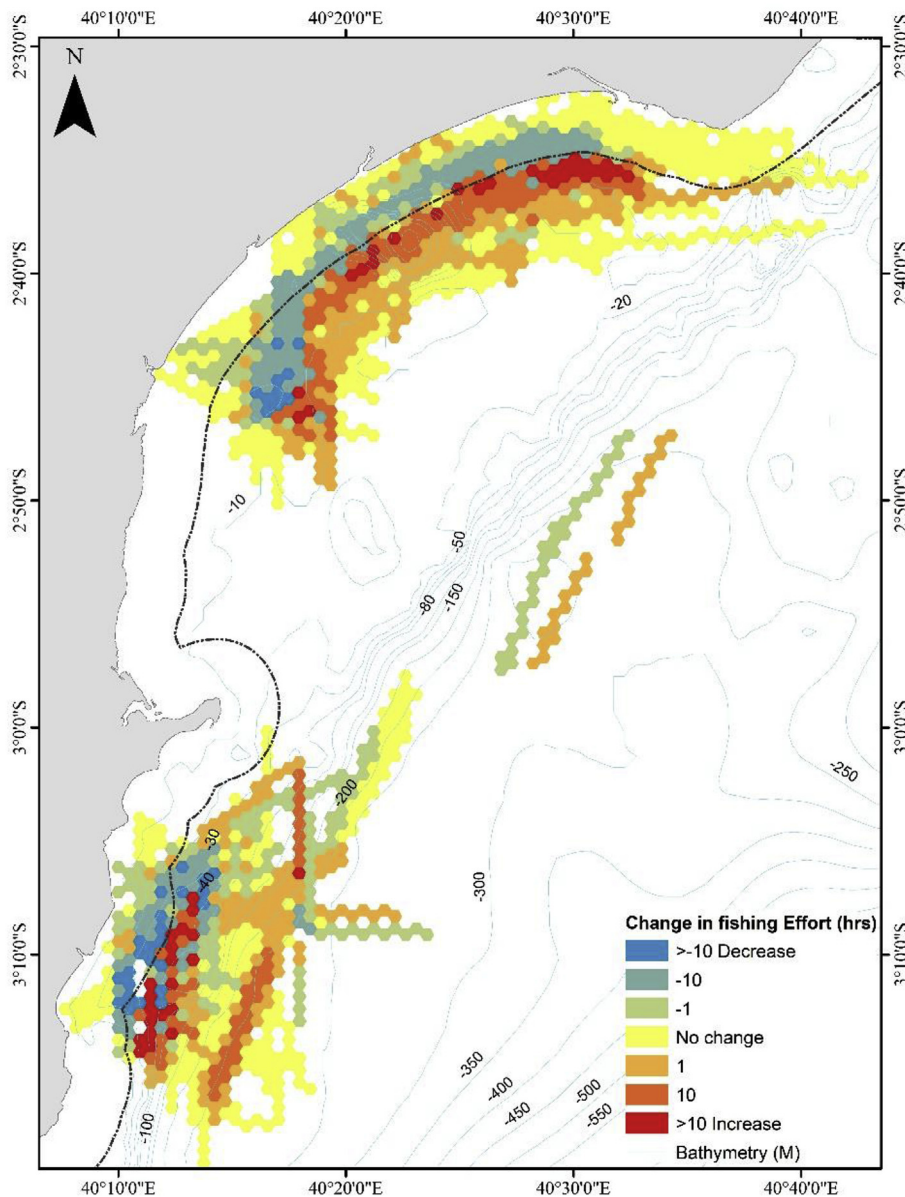 40°10'0"E 40°20'0"E 40°30'0"E 40°40'0"E
2°30'0"S 2°30'0"S
N
2°40'0"S 2°40'0"S
-20
2°50'0"S 2°50'0"S
-10
-50
-80
-150
3°0'0"S 3°0'0"S
-250
-200
-30
-40
-300
3°10'0"S 3°10'0"S
Change in fishing Effort (hrs)
>-10 Decrease
-10
-1
No change
1
10
>10 Increase
Bathymetry (M)
-350
-400
-450
-500
-550
-100
40°10'0"E 40°20'0"E 40°30'0"E 40°40'0"E